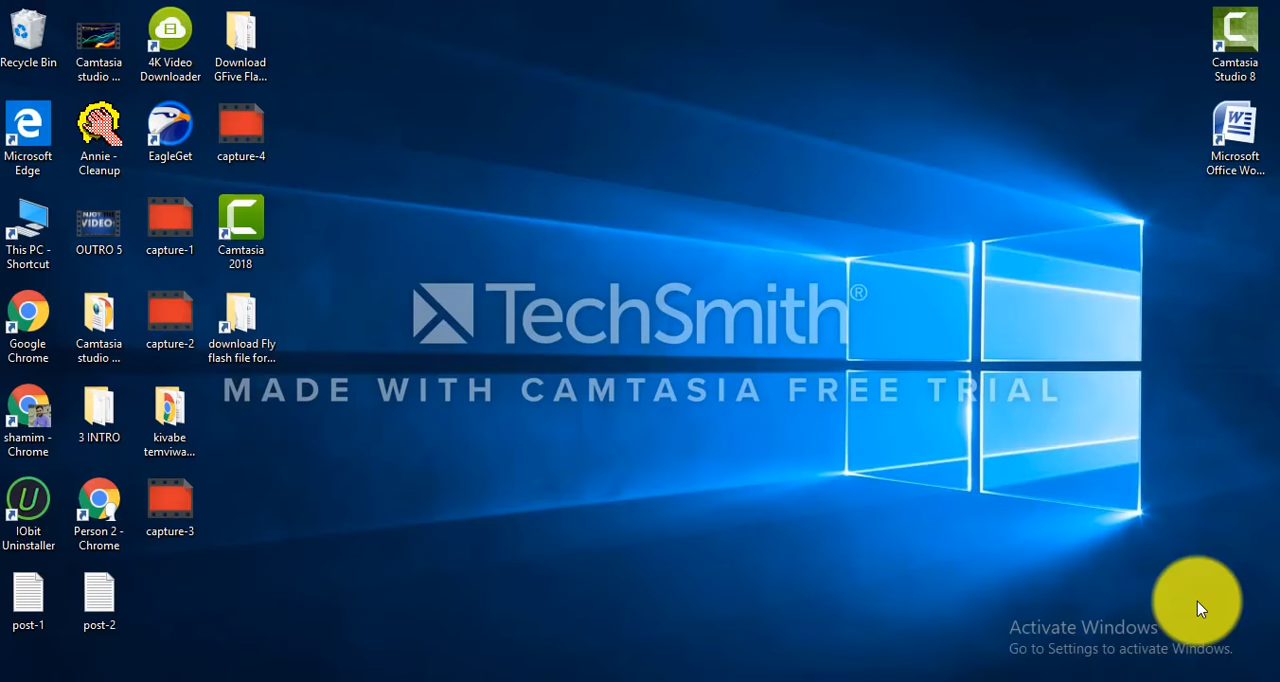 Recycle Bin
Camtasia
studio ...
4K Video
Downloader
Download
GFive Fla...
Camtasia
Studio 8
Microsoft
Edge
Annie -
Cleanup
EagleGet
capture-4
Microsoft
Office Wo...
This PC -
Shortcut
NJOY THE
VIDEO
OUTRO 5
capture-1
Camtasia
2018
TechSmith®
MADE WITH CAMTASIA FREE TRIAL
Google
Chrome
Camtasia
studio ...
capture-2
download Fly
flash file for...
shamim -
Chrome
3 INTRO
kivabe
temviwa...
IObit
Uninstaller
Person 2 -
Chrome
capture-3
post-1
post-2
Activate Windows
Go to Settings to activate Windows.